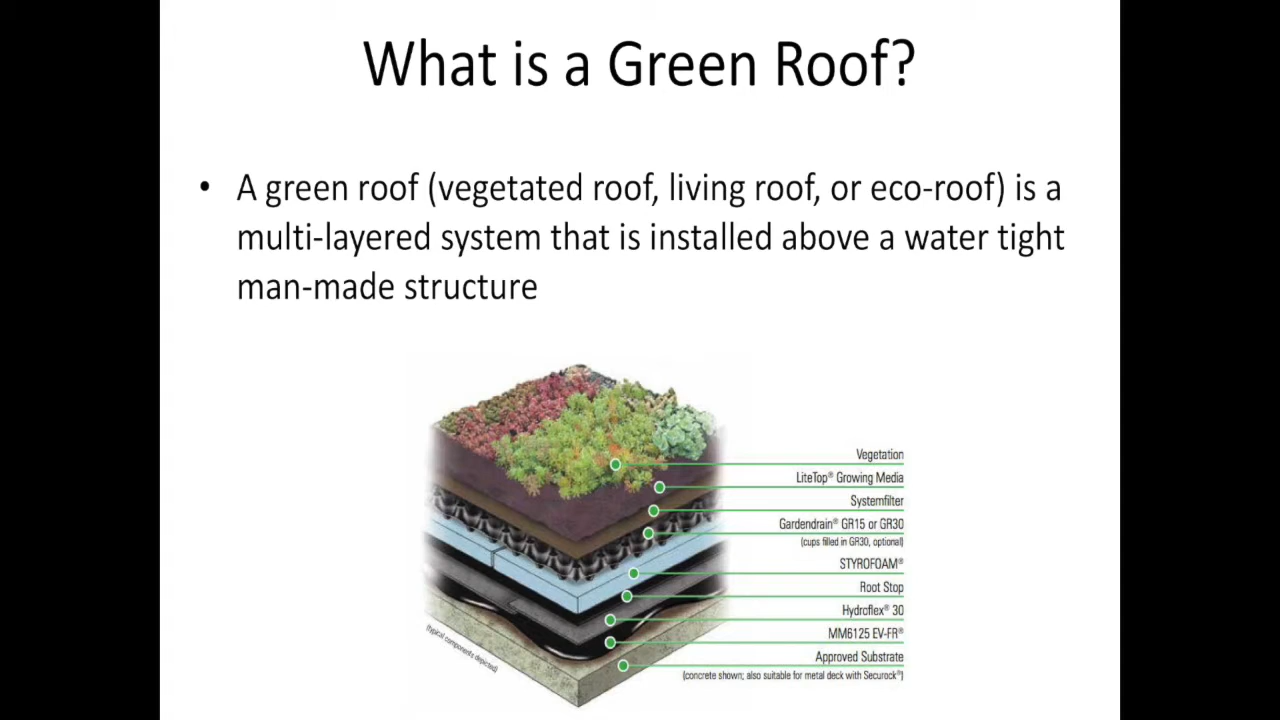 What is a Green Roof?
• A green roof (vegetated roof, living roof, or eco-roof) is a
multi-layered system that is installed above a water tight
man-made structure
Vegetation
LiteTop® Growing Media
Systemfilter
Gardendrain® GR15 or GR30
(cups filled in GR30, optional)
STYROFOAM®
Root Stop
Hydroflex® 30
MM6125 EV-FR®
Approved Substrate
(concrete shown; also suitable for metal deck with Securock®)
(typical components depicted)